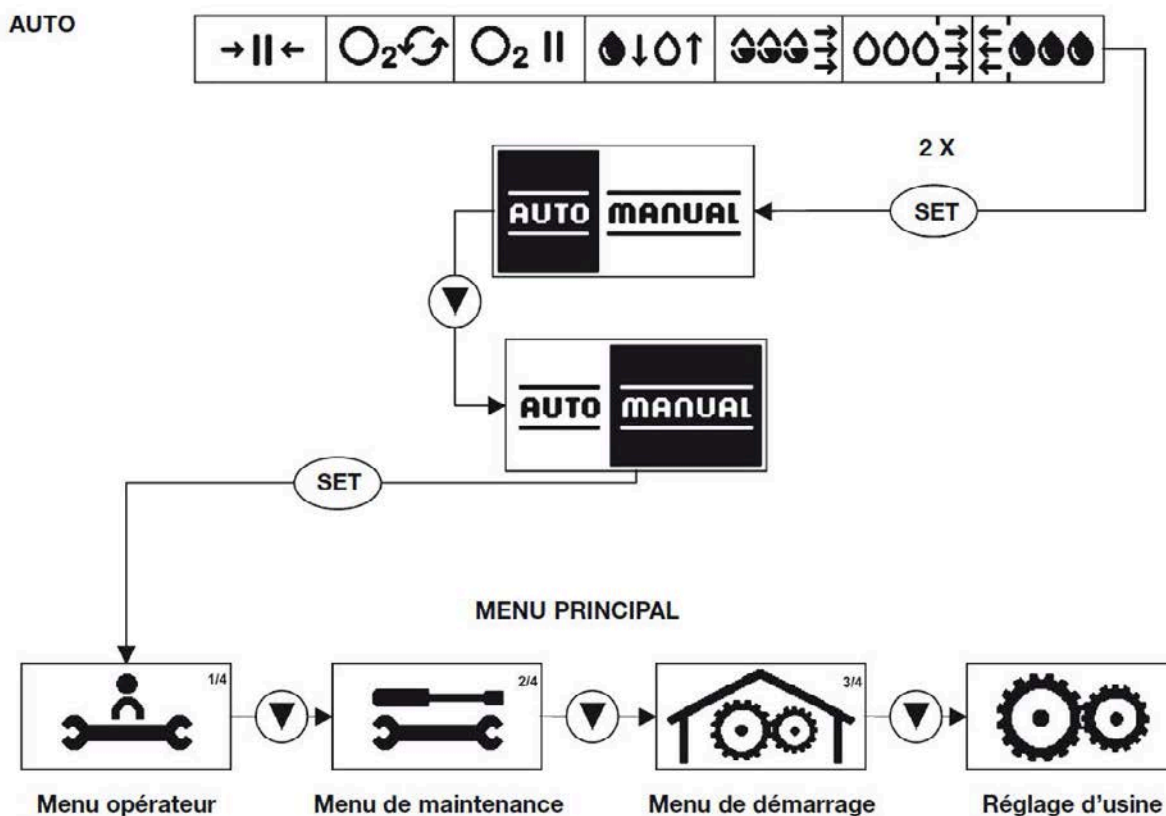 AUTO
O2 O2
2 X
SET
AUTO MANUAL
AUTO MANUAL
SET
MENU PRINCIPAL
1/4 2/4 3/4
Menu opérateur Menu de maintenance Menu de démarrage Réglage d'usine